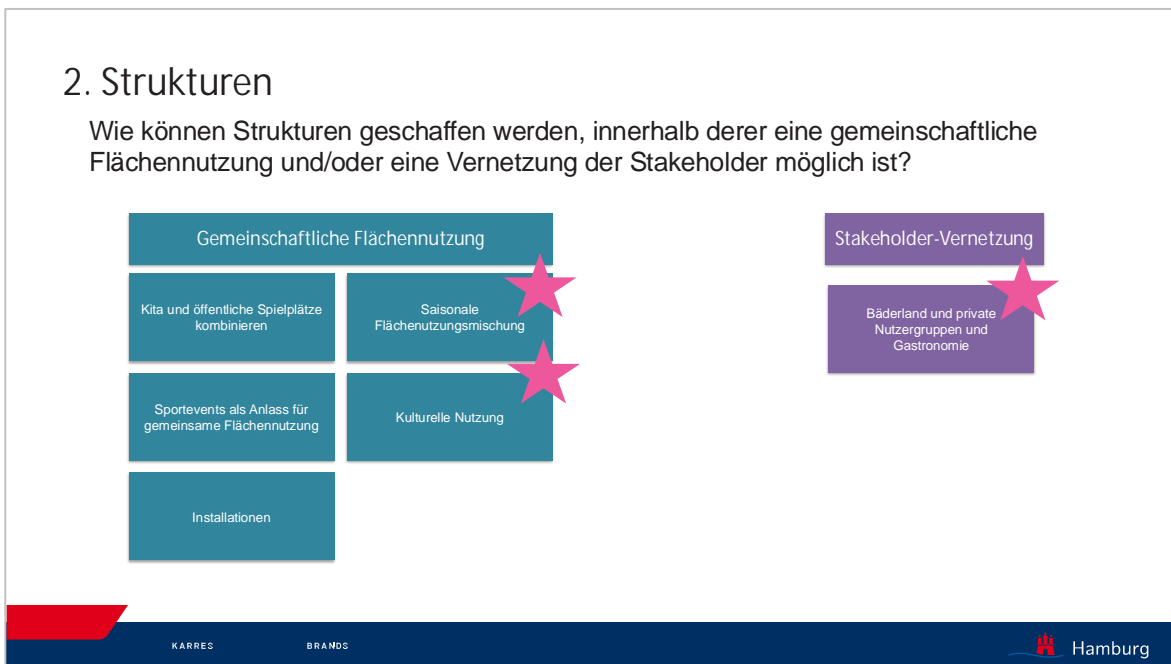 2. Strukturen
Wie können Strukturen geschaffen werden, innerhalb derer eine gemeinschaftliche
Flächennutzung und/oder eine Vernetzung der Stakeholder möglich ist?
Gemeinschaftliche Flächennutzung
Kita und öffentliche Spielplätze
kombinieren
Saisonale
Flächenutzungsmischung
Sportevents als Anlass für
gemeinsame Flächennutzung
Kulturelle Nutzung
Installationen
Stakeholder-Vernetzung
Bäderland und private
Nutzergruppen und
Gastronomie
KARRES BRANDS
Hamburg